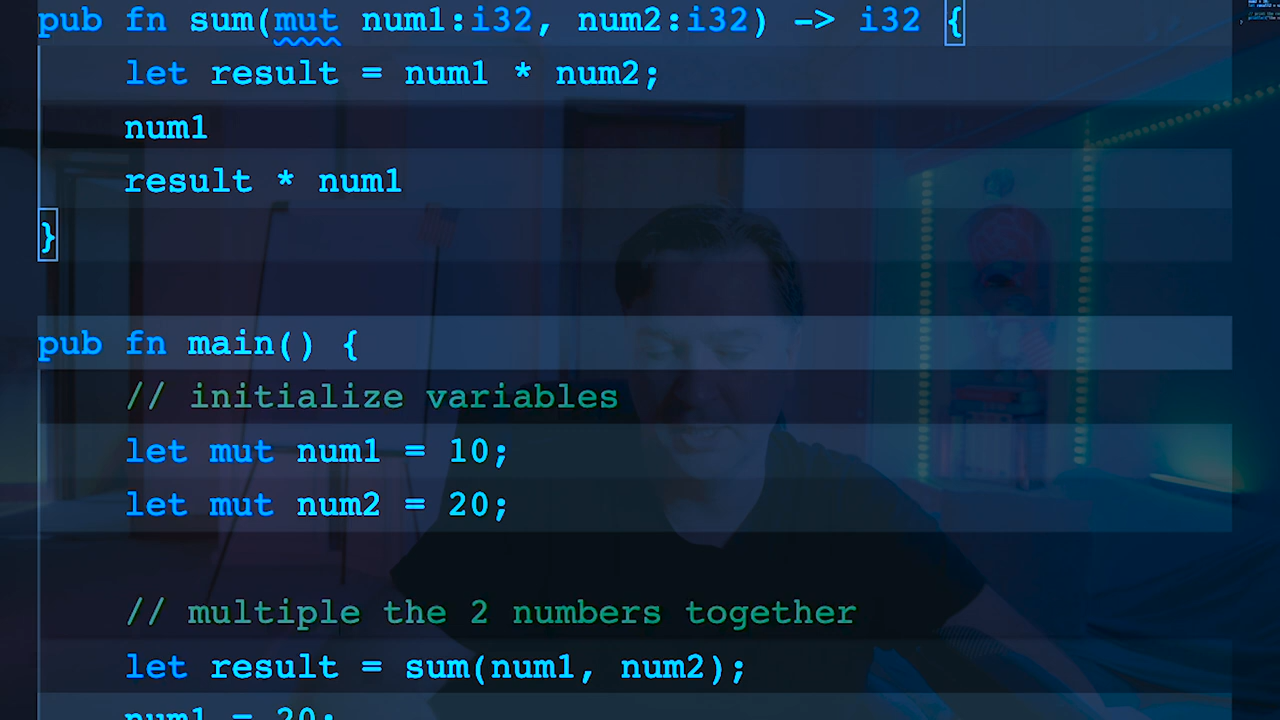 pub fn sum(mut num1:i32, num2:i32) -> i32 {
    let result = num1 * num2;
    num1
    result * num1
}
pub fn main() {
    // initialize variables
    let mut num1 = 10;
    let mut num2 = 20;
    // multiple the 2 numbers together
    let result = sum(num1, num2);
    num1 = 20;